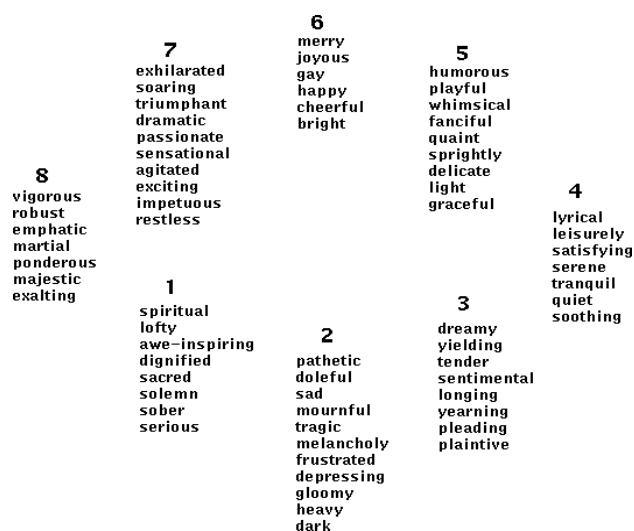 6
merry
joyous
gay
happy
cheerful
bright
7
exhilarated
soaring
triumphant
dramatic
passionate
sensational
agitated
exciting
impetuous
restless
5
humorous
playful
whimsical
fanciful
quaint
sprightly
delicate
light
graceful
8
vigorous
robust
emphatic
martial
ponderous
majestic
exalting
4
lyrical
leisurely
satisfying
serene
tranquil
quiet
soothing
1
spiritual
lofty
awe-inspiring
dignified
sacred
solemn
sober
serious
2
pathetic
doleful
sad
mournful
tragic
melancholy
frustrated
depressing
gloomy
heavy
dark
3
dreamy
yielding
tender
sentimental
longing
yearning
pleading
plaintive